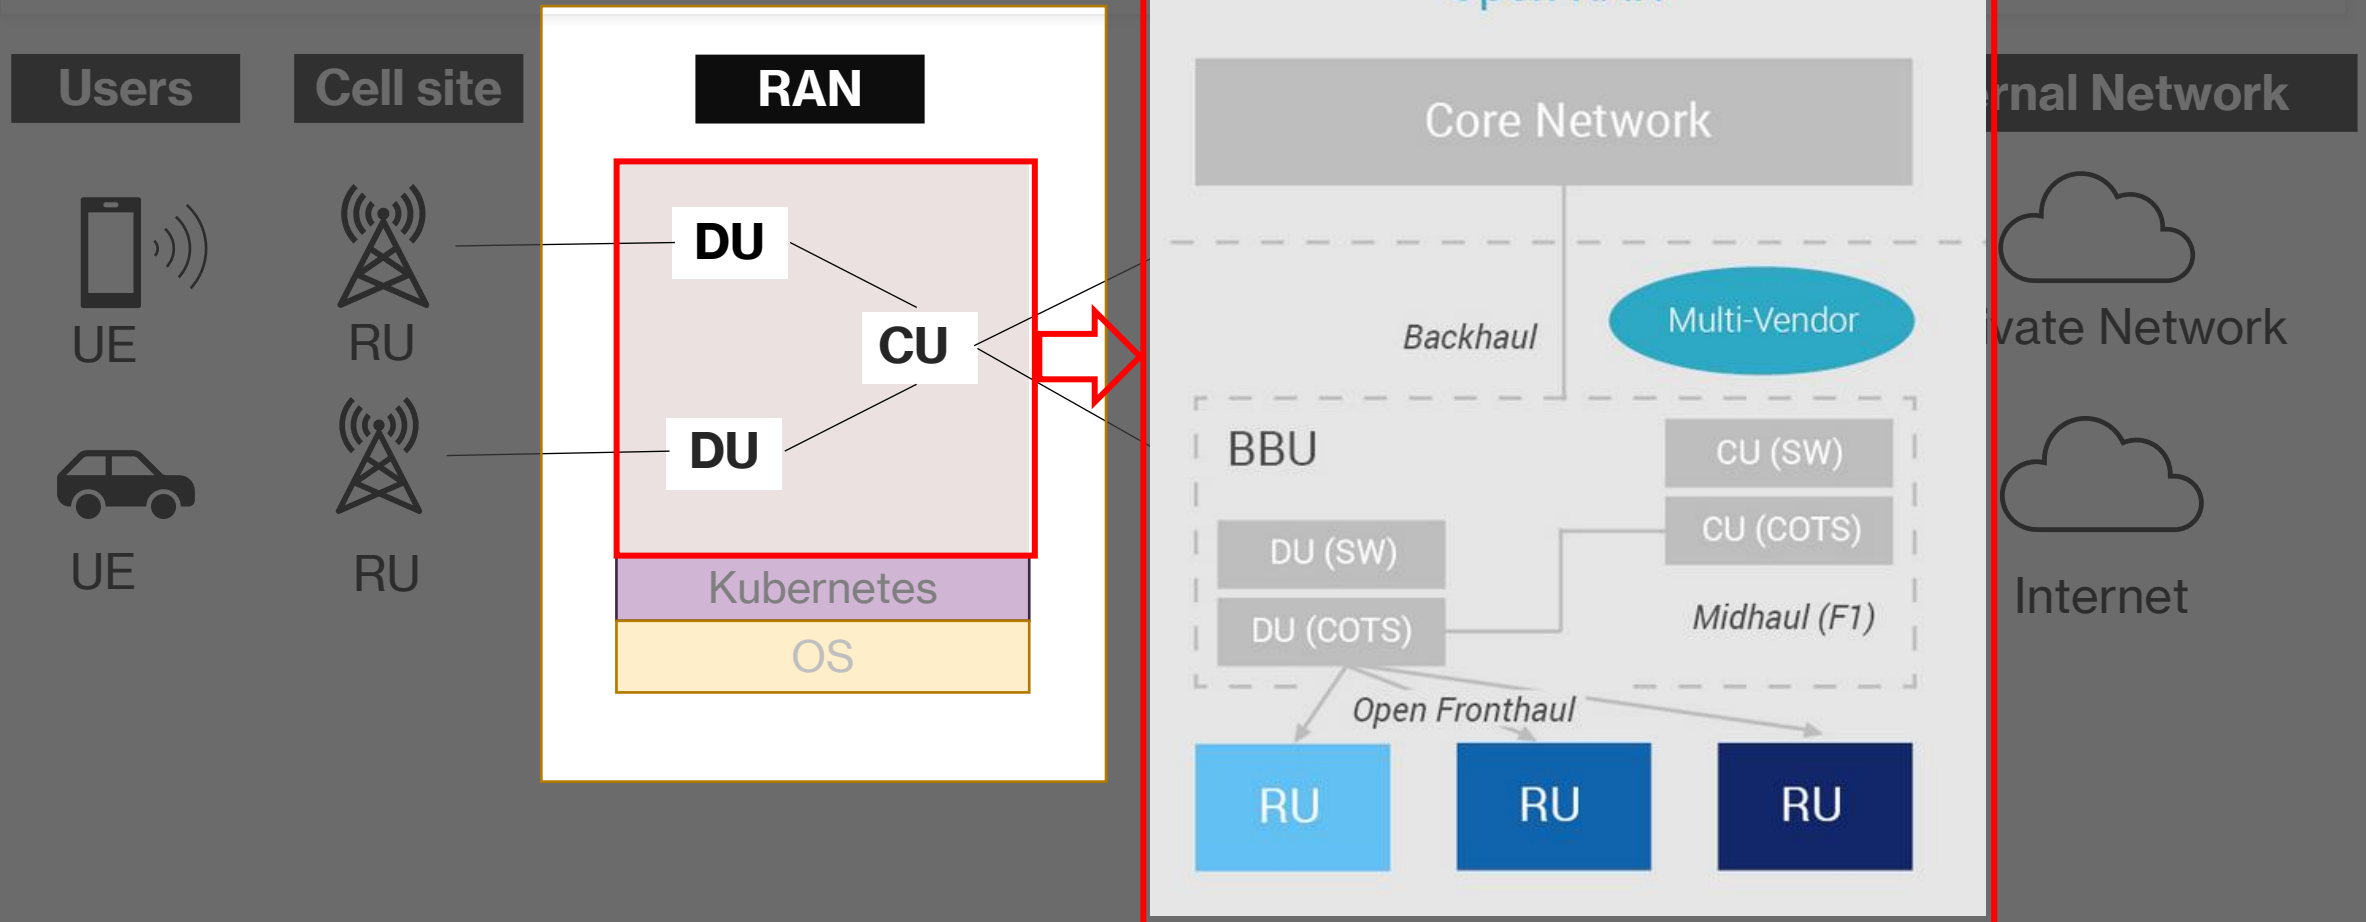 Users
Cell site
RAN
rnal Network
UE
RU
UE
RU
DU
CU
DU
Kubernetes
OS
Core Network
Backhaul
Multi-Vendor
BBU
CU (SW)
CU (COTS)
DU (SW)
DU (COTS)
Midhaul (F1)
Open Fronthaul
RU
RU
RU
vate Network
Internet